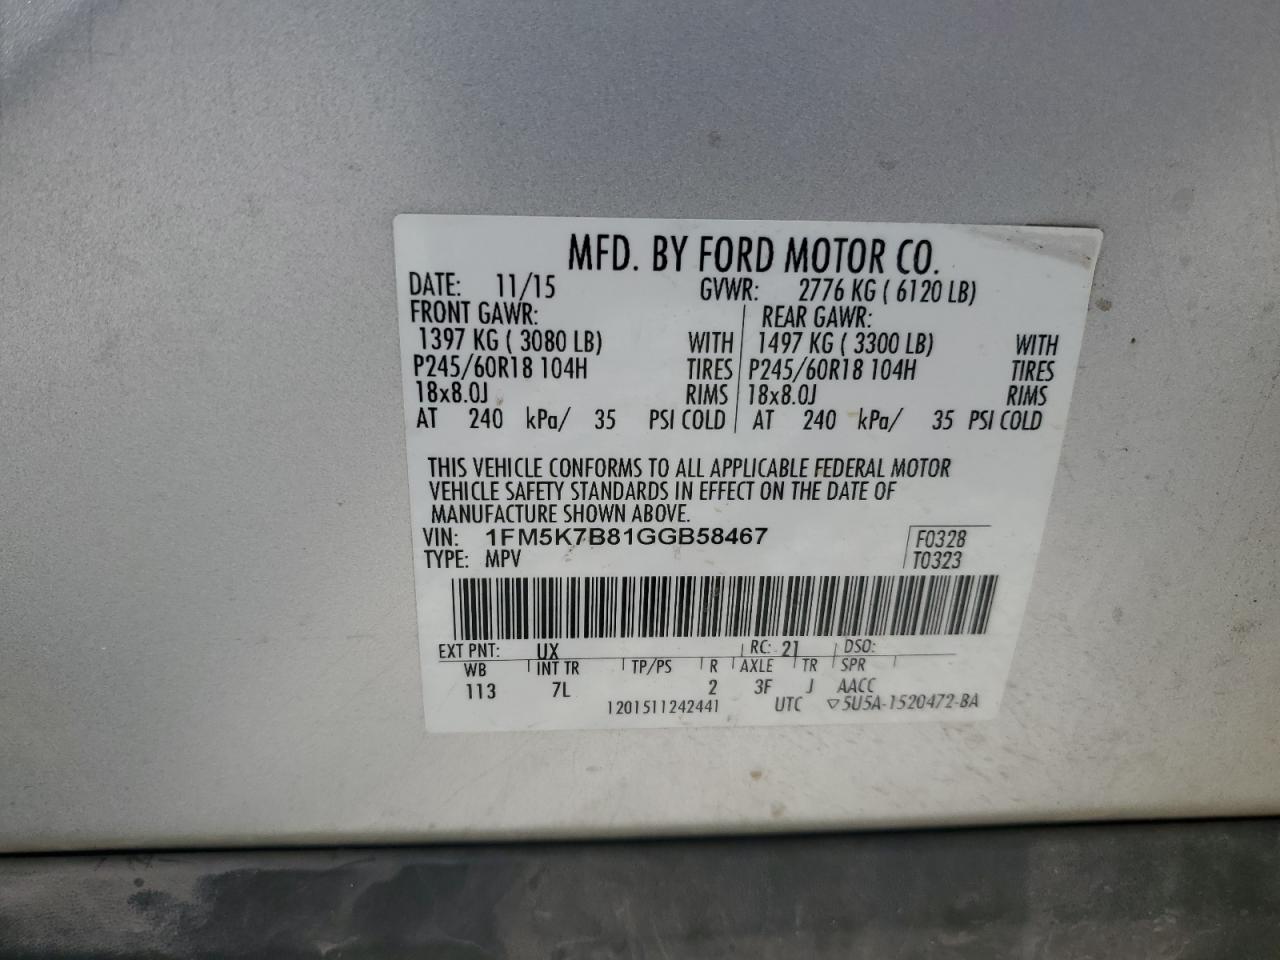 MFD. BY FORD MOTOR CO.
DATE: 11/15 GVWR: 2776 KG ( 6120 LB)
FRONT GAWR: REAR GAWR:
1397 KG ( 3080 LB) WITH 1497 KG ( 3300 LB) WITH
P245/60R18 104H TIRES P245/60R18 104H TIRES
18x8.0J RIMS 18x8.0J RIMS
AT 240 kPa/ 35 PSI COLD AT 240 kPa/ 35 PSI COLD
THIS VEHICLE CONFORMS TO ALL APPLICABLE FEDERAL MOTOR
VEHICLE SAFETY STANDARDS IN EFFECT ON THE DATE OF
MANUFACTURE SHOWN ABOVE.
VIN: 1FM5K7B81GGB58467 F0328
TYPE: MPV T0323
EXT PNT: UX RC: 21 DSO:
WB INT TR TP/PS R AXLE TR SPR
113 7L 2 3F J AACC
1201511242441 UTC ▽5U5A-1520472-BA